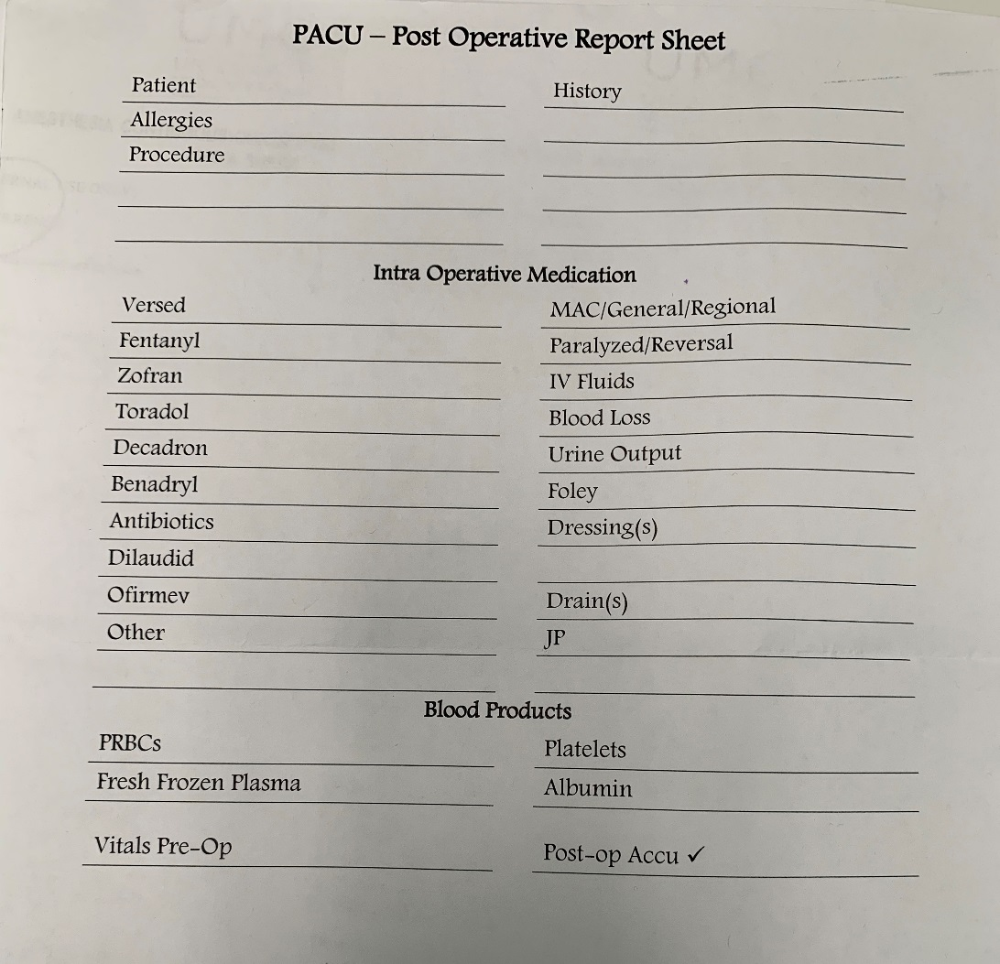 PACU – Post Operative Report Sheet
Patient
Allergies
Procedure
History
Intra Operative Medication
Versed
Fentanyl
Zofran
Toradol
Decadron
Benadryl
Antibiotics
Dilaudid
Ofirmev
Other
MAC/General/Regional
Paralyzed/Reversal
IV Fluids
Blood Loss
Urine Output
Foley
Dressing(s)
Drain(s)
JP
Blood Products
PRBCs
Fresh Frozen Plasma
Platelets
Albumin
Vitals Pre-Op
Post-op Accu ✓